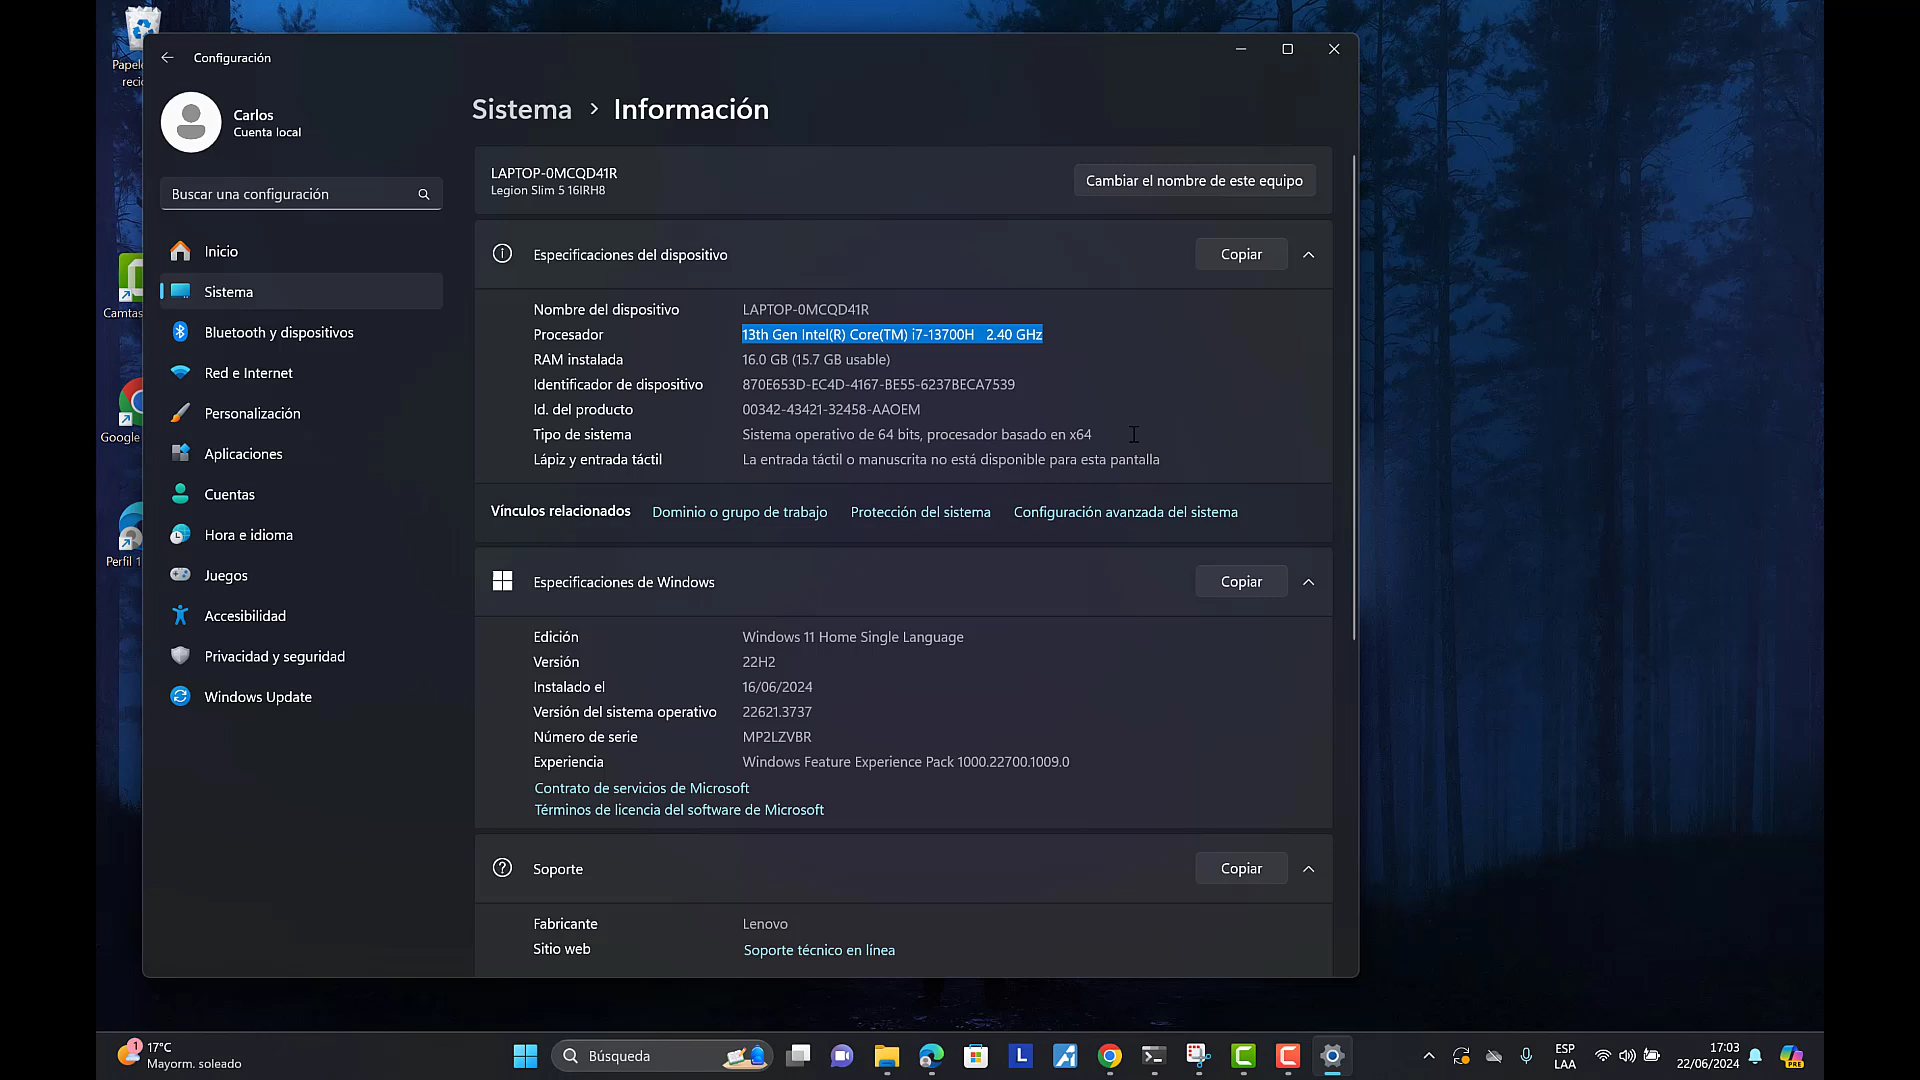 Papele
recic
Camtas
Google
Perfil 1
Configuración
Carlos
Cuenta local
Buscar una configuración
Inicio
Sistema
Bluetooth y dispositivos
Red e Internet
Personalización
Aplicaciones
Cuentas
Hora e idioma
Juegos
Accesibilidad
Privacidad y seguridad
Windows Update
Sistema > Información
LAPTOP-0MCQD41R
Legion Slim 5 16IRH8
Cambiar el nombre de este equipo
Especificaciones del dispositivo Copiar
Nombre del dispositivo LAPTOP-0MCQD41R
Procesador 13th Gen Intel(R) Core(TM) i7-13700H 2.40 GHz
RAM instalada 16.0 GB (15.7 GB usable)
Identificador de dispositivo 870E653D-EC4D-4167-BE55-6237BECA7539
Id. del producto 00342-43421-32458-AAOEM
Tipo de sistema Sistema operativo de 64 bits, procesador basado en x64
Lápiz y entrada táctil La entrada táctil o manuscrita no está disponible para esta pantalla
Vínculos relacionados Dominio o grupo de trabajo Protección del sistema Configuración avanzada del sistema
Especificaciones de Windows Copiar
Edición Windows 11 Home Single Language
Versión 22H2
Instalado el 16/06/2024
Versión del sistema operativo 22621.3737
Número de serie MP2LZVBR
Experiencia Windows Feature Experience Pack 1000.22700.1009.0
Contrato de servicios de Microsoft
Términos de licencia del software de Microsoft
Soporte Copiar
Fabricante Lenovo
Sitio web Soporte técnico en línea
1
17°C
Mayorm. soleado
Búsqueda
L
ESP
LAA
17:03
22/06/2024
PRE